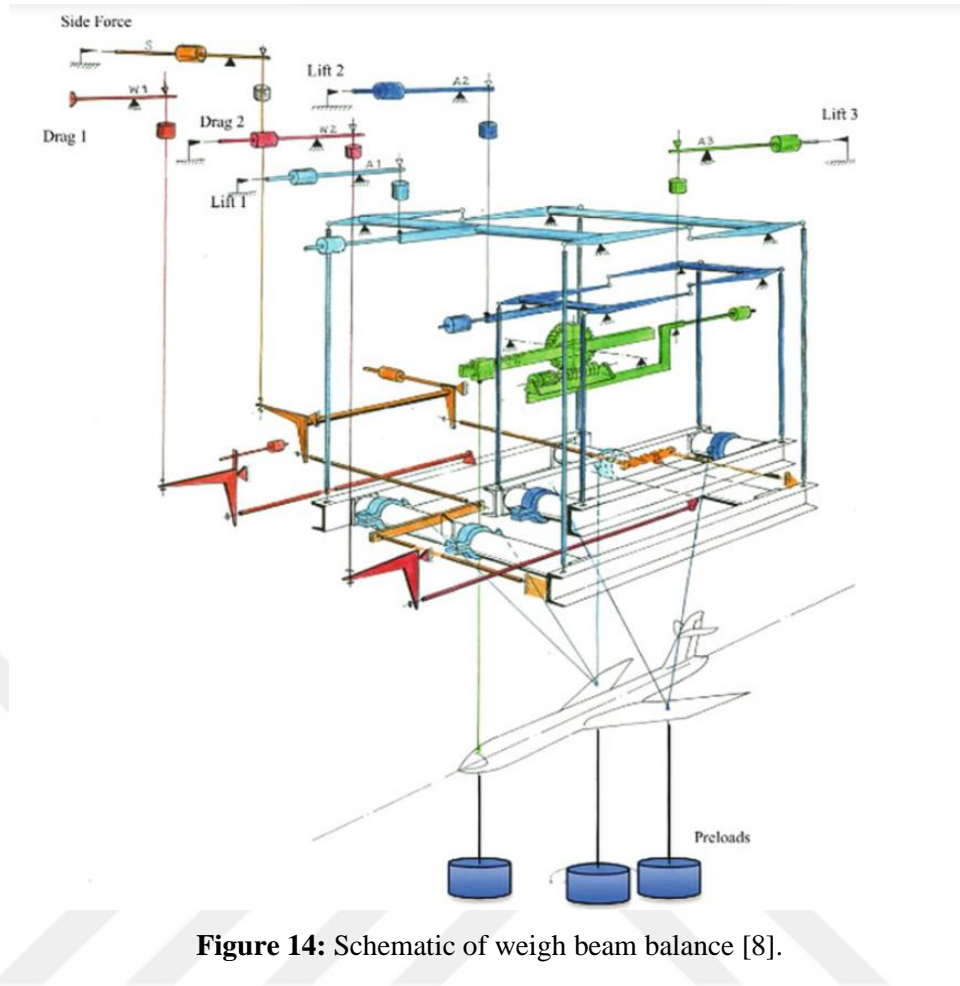 Side Force
S
W1
Drag 1
Lift 2
A2
Drag 2
W2
Lift 3
A3
A1
Lift 1
Preloads
Figure 14: Schematic of weigh beam balance [8].